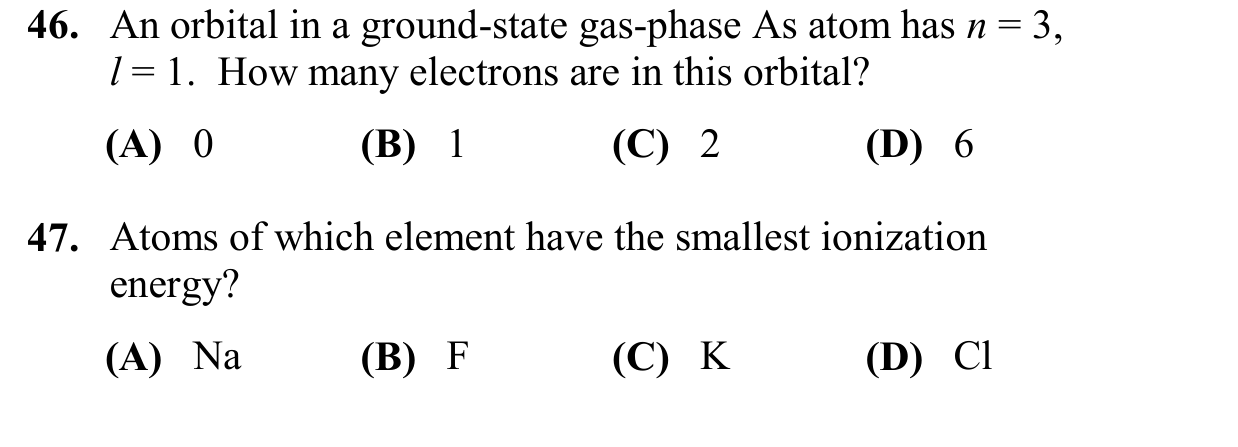 46. An orbital in a ground-state gas-phase As atom has n = 3,
l = 1. How many electrons are in this orbital?
(A) 0 (B) 1 (C) 2 (D) 6
47. Atoms of which element have the smallest ionization
energy?
(A) Na (B) F (C) K (D) Cl